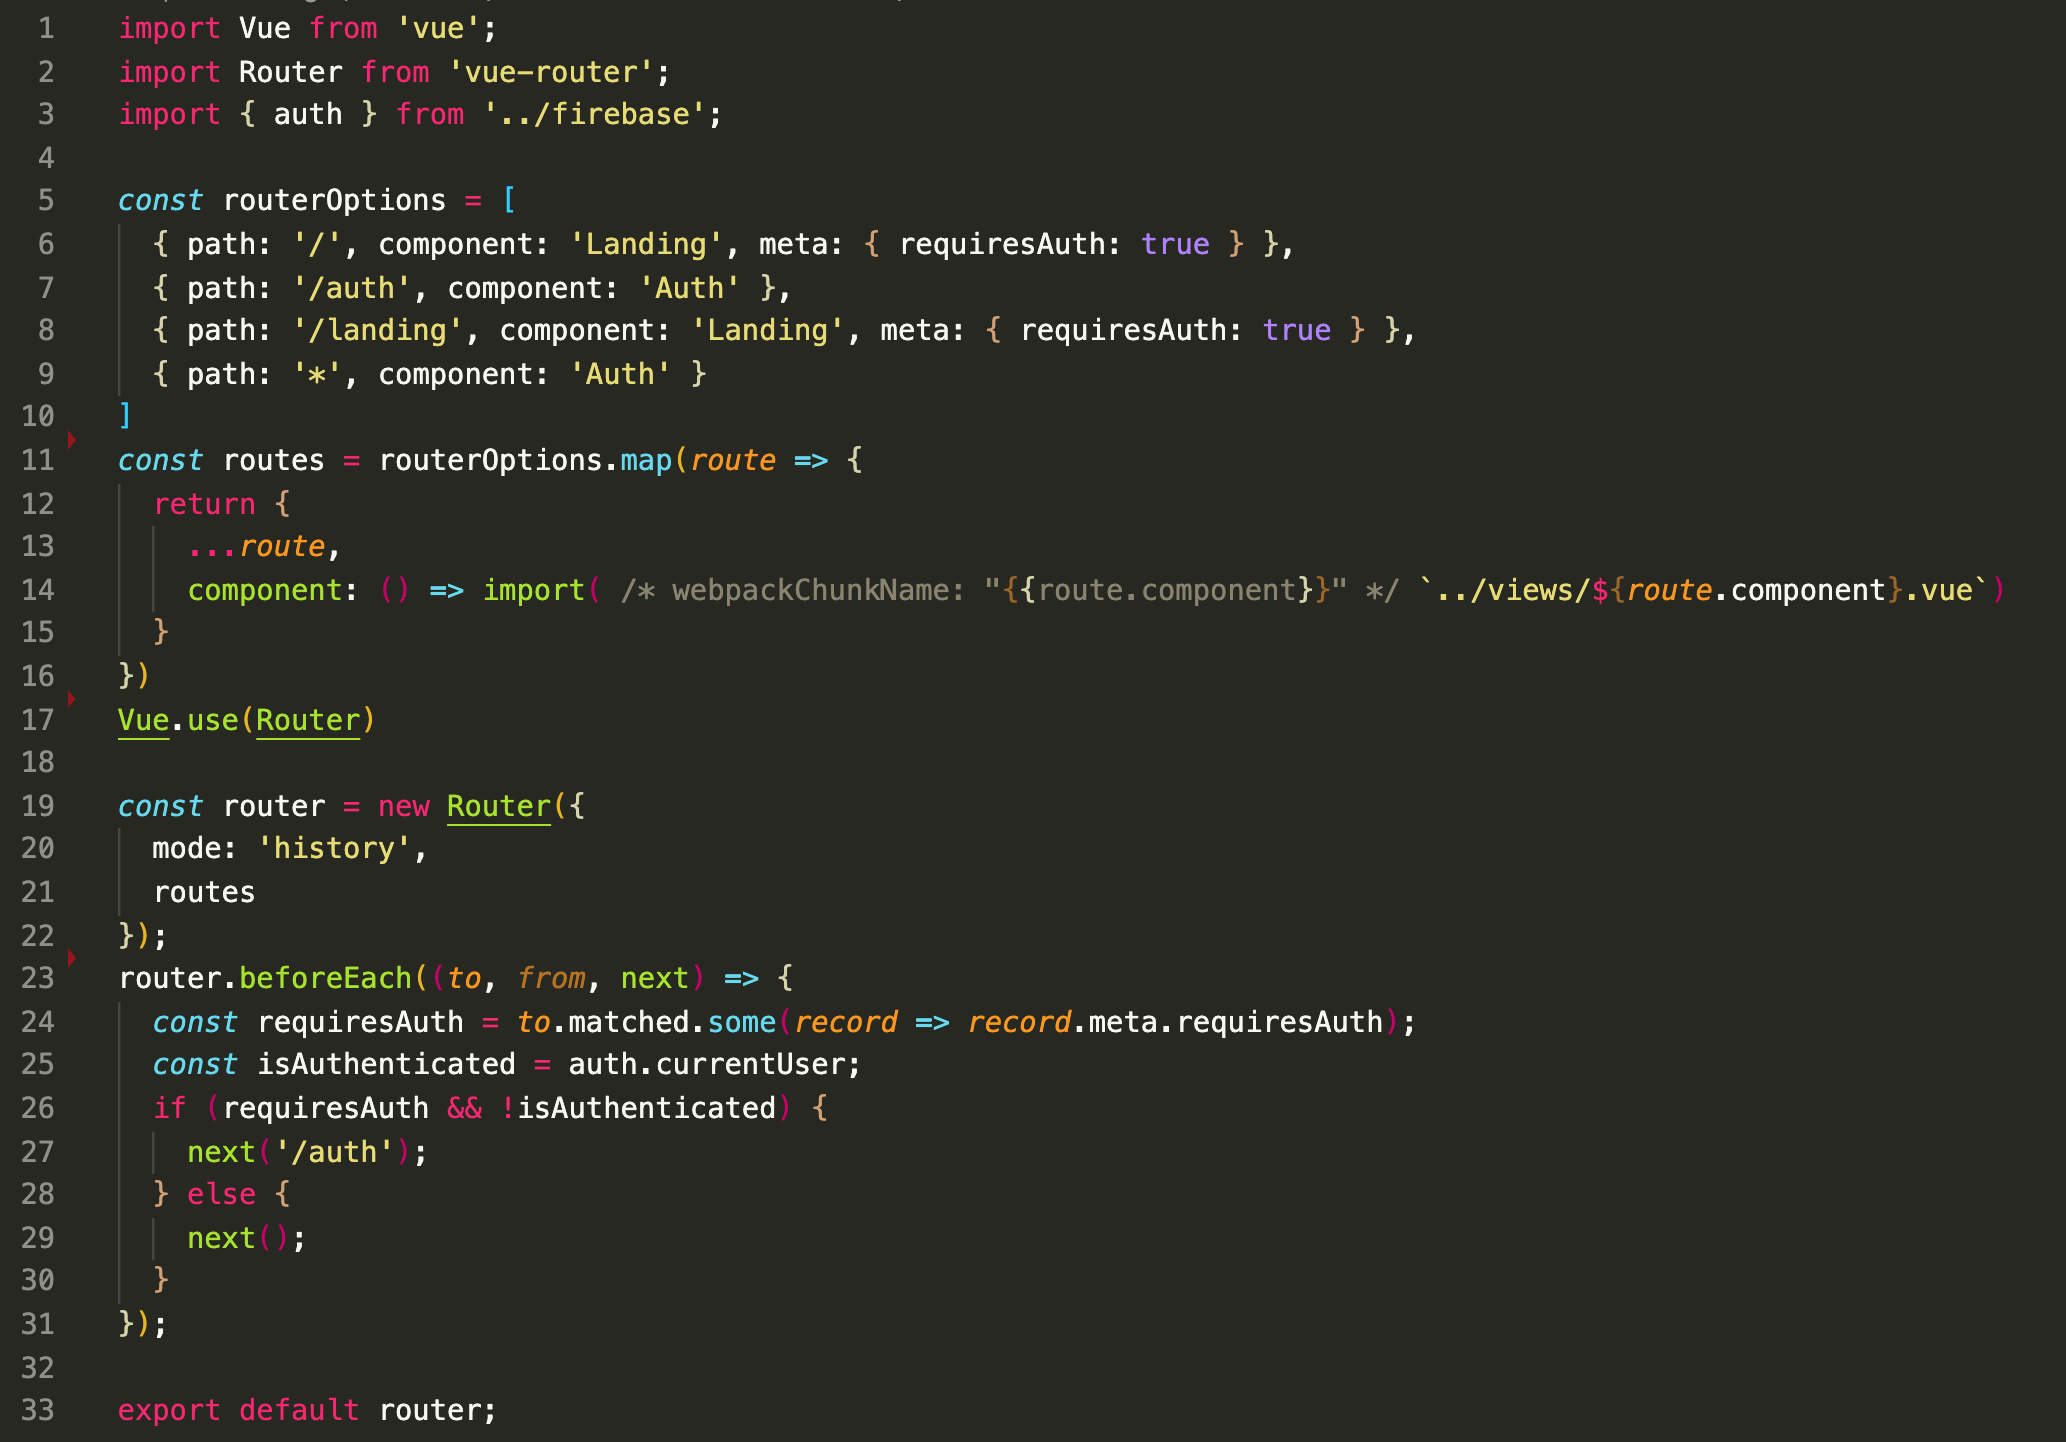 1 import Vue from 'vue';
2 import Router from 'vue-router';
3 import { auth } from '../firebase';
4
5 const routerOptions = [
6 { path: '/', component: 'Landing', meta: { requiresAuth: true } },
7 { path: '/auth', component: 'Auth' },
8 { path: '/landing', component: 'Landing', meta: { requiresAuth: true } },
9 { path: '*', component: 'Auth' }
10 ]
11 const routes = routerOptions.map(route => {
12 return {
13 ...route,
14 component: () => import( /* webpackChunkName: "{{route.component}}" */ `../views/${route.component}.vue`)
15 }
16 })
17 Vue.use(Router)
18
19 const router = new Router({
20 mode: 'history',
21 routes
22 });
23 router.beforeEach((to, from, next) => {
24 const requiresAuth = to.matched.some(record => record.meta.requiresAuth);
25 const isAuthenticated = auth.currentUser;
26 if (requiresAuth && !isAuthenticated) {
27 next('/auth');
28 } else {
29 next();
30 }
31 });
32
33 export default router;